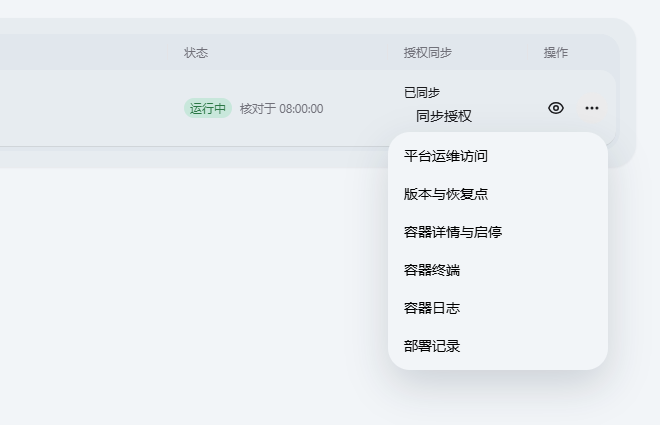 状态 授权同步 操作
已同步
运行中 核对于 08:00:00
同步授权
平台运维访问
版本与恢复点
容器详情与启停
容器终端
容器日志
部署记录